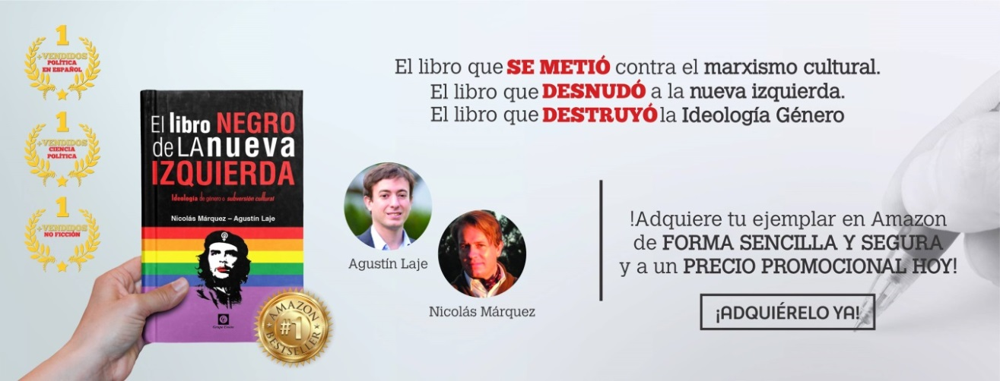 1
+VENDIDOS
POLÍTICA
EN ESPAÑOL
1
+VENDIDOS
CIENCIA
POLÍTICA
1
+VENDIDOS
NO FICCIÓN
El libro NEGRO
de LA nueva
IZQUIERDA
Ideología de género o subversión cultural
Nicolás Márquez – Agustín Laje
Grupo Unión
AMAZON
#1
BESTSELLER
El libro que SE METIÓ contra el marxismo cultural.
El libro que DESNUDÓ a la nueva izquierda.
El libro que DESTRUYÓ la Ideología Género
Agustín Laje
Nicolás Márquez
!Adquiere tu ejemplar en Amazon
de FORMA SENCILLA Y SEGURA
y a un PRECIO PROMOCIONAL HOY!
¡ADQUIÉRELO YA!